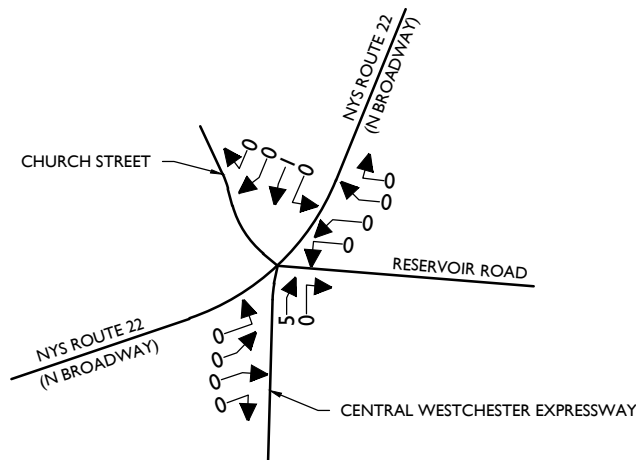 NYS ROUTE 22
(N BROADWAY)
CHURCH STREET
0
0
1
0
0
0
0
0
RESERVOIR ROAD
5
0
NYS ROUTE 22
(N BROADWAY)
0
0
0
0
CENTRAL WESTCHESTER EXPRESSWAY